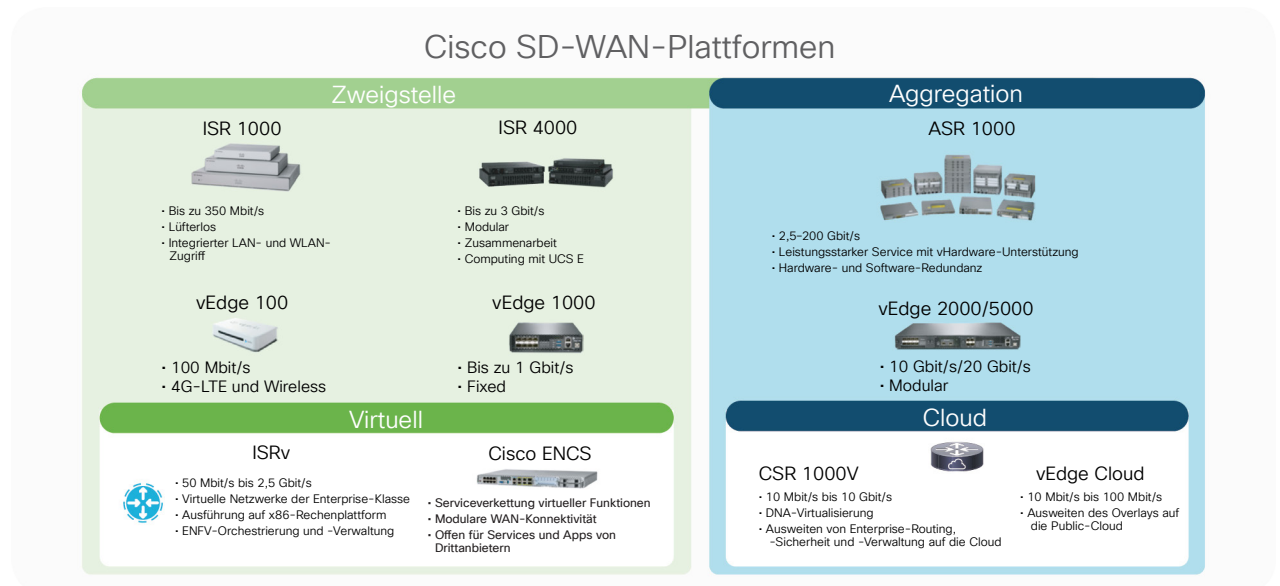 Cisco SD-WAN-Plattformen
Zweigstelle
ISR 1000
· Bis zu 350 Mbit/s
· Lüfterlos
· Integrierter LAN- und WLAN-
Zugriff
ISR 4000
· Bis zu 3 Gbit/s
· Modular
· Zusammenarbeit
· Computing mit UCS E
vEdge 100
· 100 Mbit/s
· 4G-LTE und Wireless
vEdge 1000
· Bis zu 1 Gbit/s
· Fixed
Virtuell
ISRv
· 50 Mbit/s bis 2,5 Gbit/s
· Virtuelle Netzwerke der Enterprise-Klasse
· Ausführung auf x86-Rechenplattform
· ENFV-Orchestrierung und -Verwaltung
Cisco ENCS
· Serviceverkettung virtueller Funktionen
· Modulare WAN-Konnektivität
· Offen für Services und Apps von
Drittanbietern
Aggregation
ASR 1000
· 2,5-200 Gbit/s
· Leistungsstarker Service mit vHardware-Unterstützung
· Hardware- und Software-Redundanz
vEdge 2000/5000
· 10 Gbit/s/20 Gbit/s
· Modular
Cloud
CSR 1000V
· 10 Mbit/s bis 10 Gbit/s
· DNA-Virtualisierung
· Ausweiten von Enterprise-Routing,
-Sicherheit und -Verwaltung auf die Cloud
vEdge Cloud
· 10 Mbit/s bis 100 Mbit/s
· Ausweiten des Overlays auf
die Public-Cloud